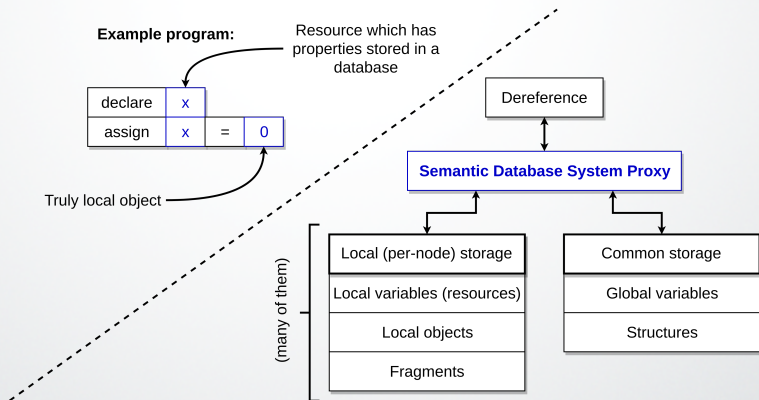 Example program:
Resource which has
properties stored in a
database
declare x
assign x = 0
Truly local object
Dereference
Semantic Database System Proxy
(many of them)
Local (per-node) storage
Local variables (resources)
Local objects
Fragments
Common storage
Global variables
Structures